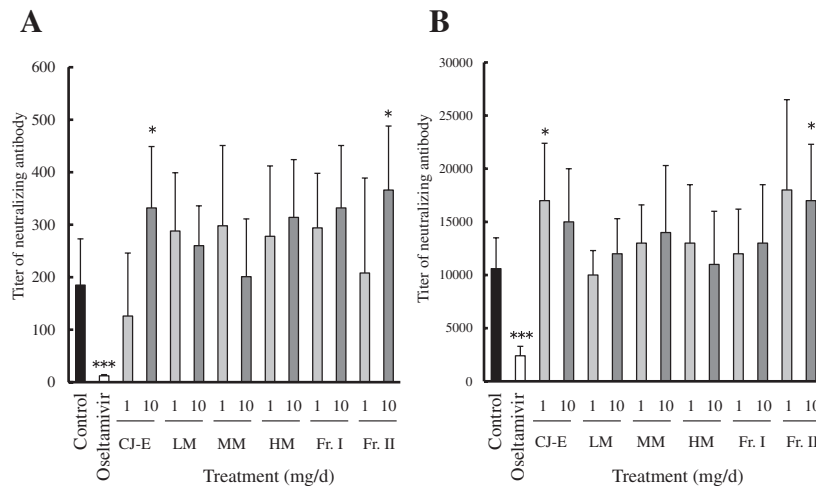 A
Titer of neutralizing antibody
600
500
400
300
200
100
0
*
*
***
Control
Oseltamivir
1 10 1 10 1 10 1 10 1 10 1 10
CJ-E LM MM HM Fr. I Fr. II
Treatment (mg/d)
B
Titer of neutralizing antibody
30000
25000
20000
15000
10000
5000
0
*
*
***
Control
Oseltamivir
1 10 1 10 1 10 1 10 1 10 1 10
CJ-E LM MM HM Fr. I Fr. II
Treatment (mg/d)